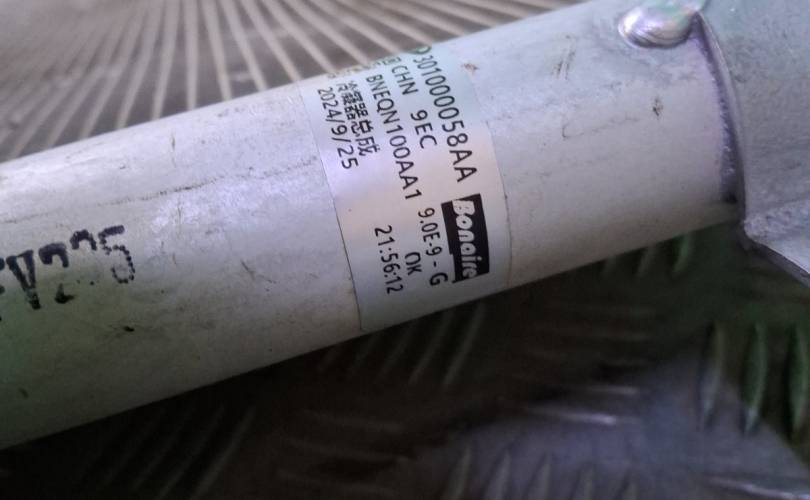 301000058AA
CHN 9EC
Bonaire
BNEQN100AA1 9.0E-9 - G
冷凝器总成 OK
2024/9/25 21:56:12